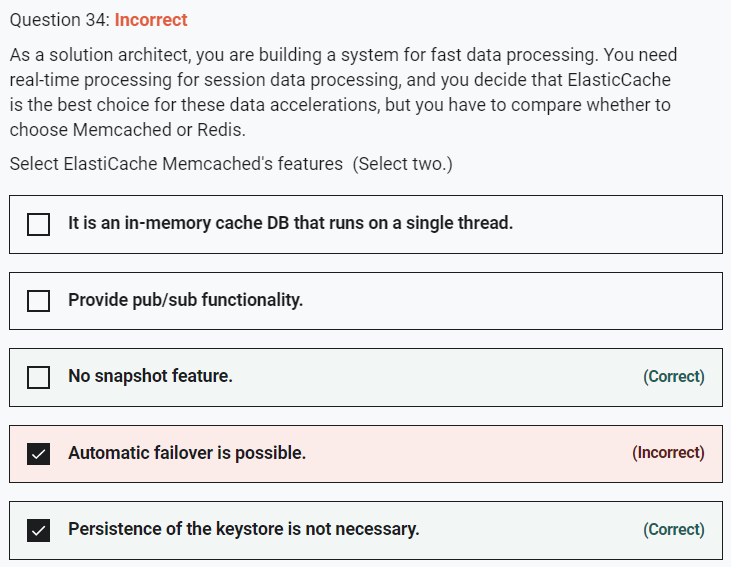 Question 34: Incorrect
As a solution architect, you are building a system for fast data processing. You need
real-time processing for session data processing, and you decide that ElasticCache
is the best choice for these data accelerations, but you have to compare whether to
choose Memcached or Redis.
Select ElastiCache Memcached's features  (Select two.)
It is an in-memory cache DB that runs on a single thread.
Provide pub/sub functionality.
No snapshot feature. (Correct)
Automatic failover is possible. (Incorrect)
Persistence of the keystore is not necessary. (Correct)